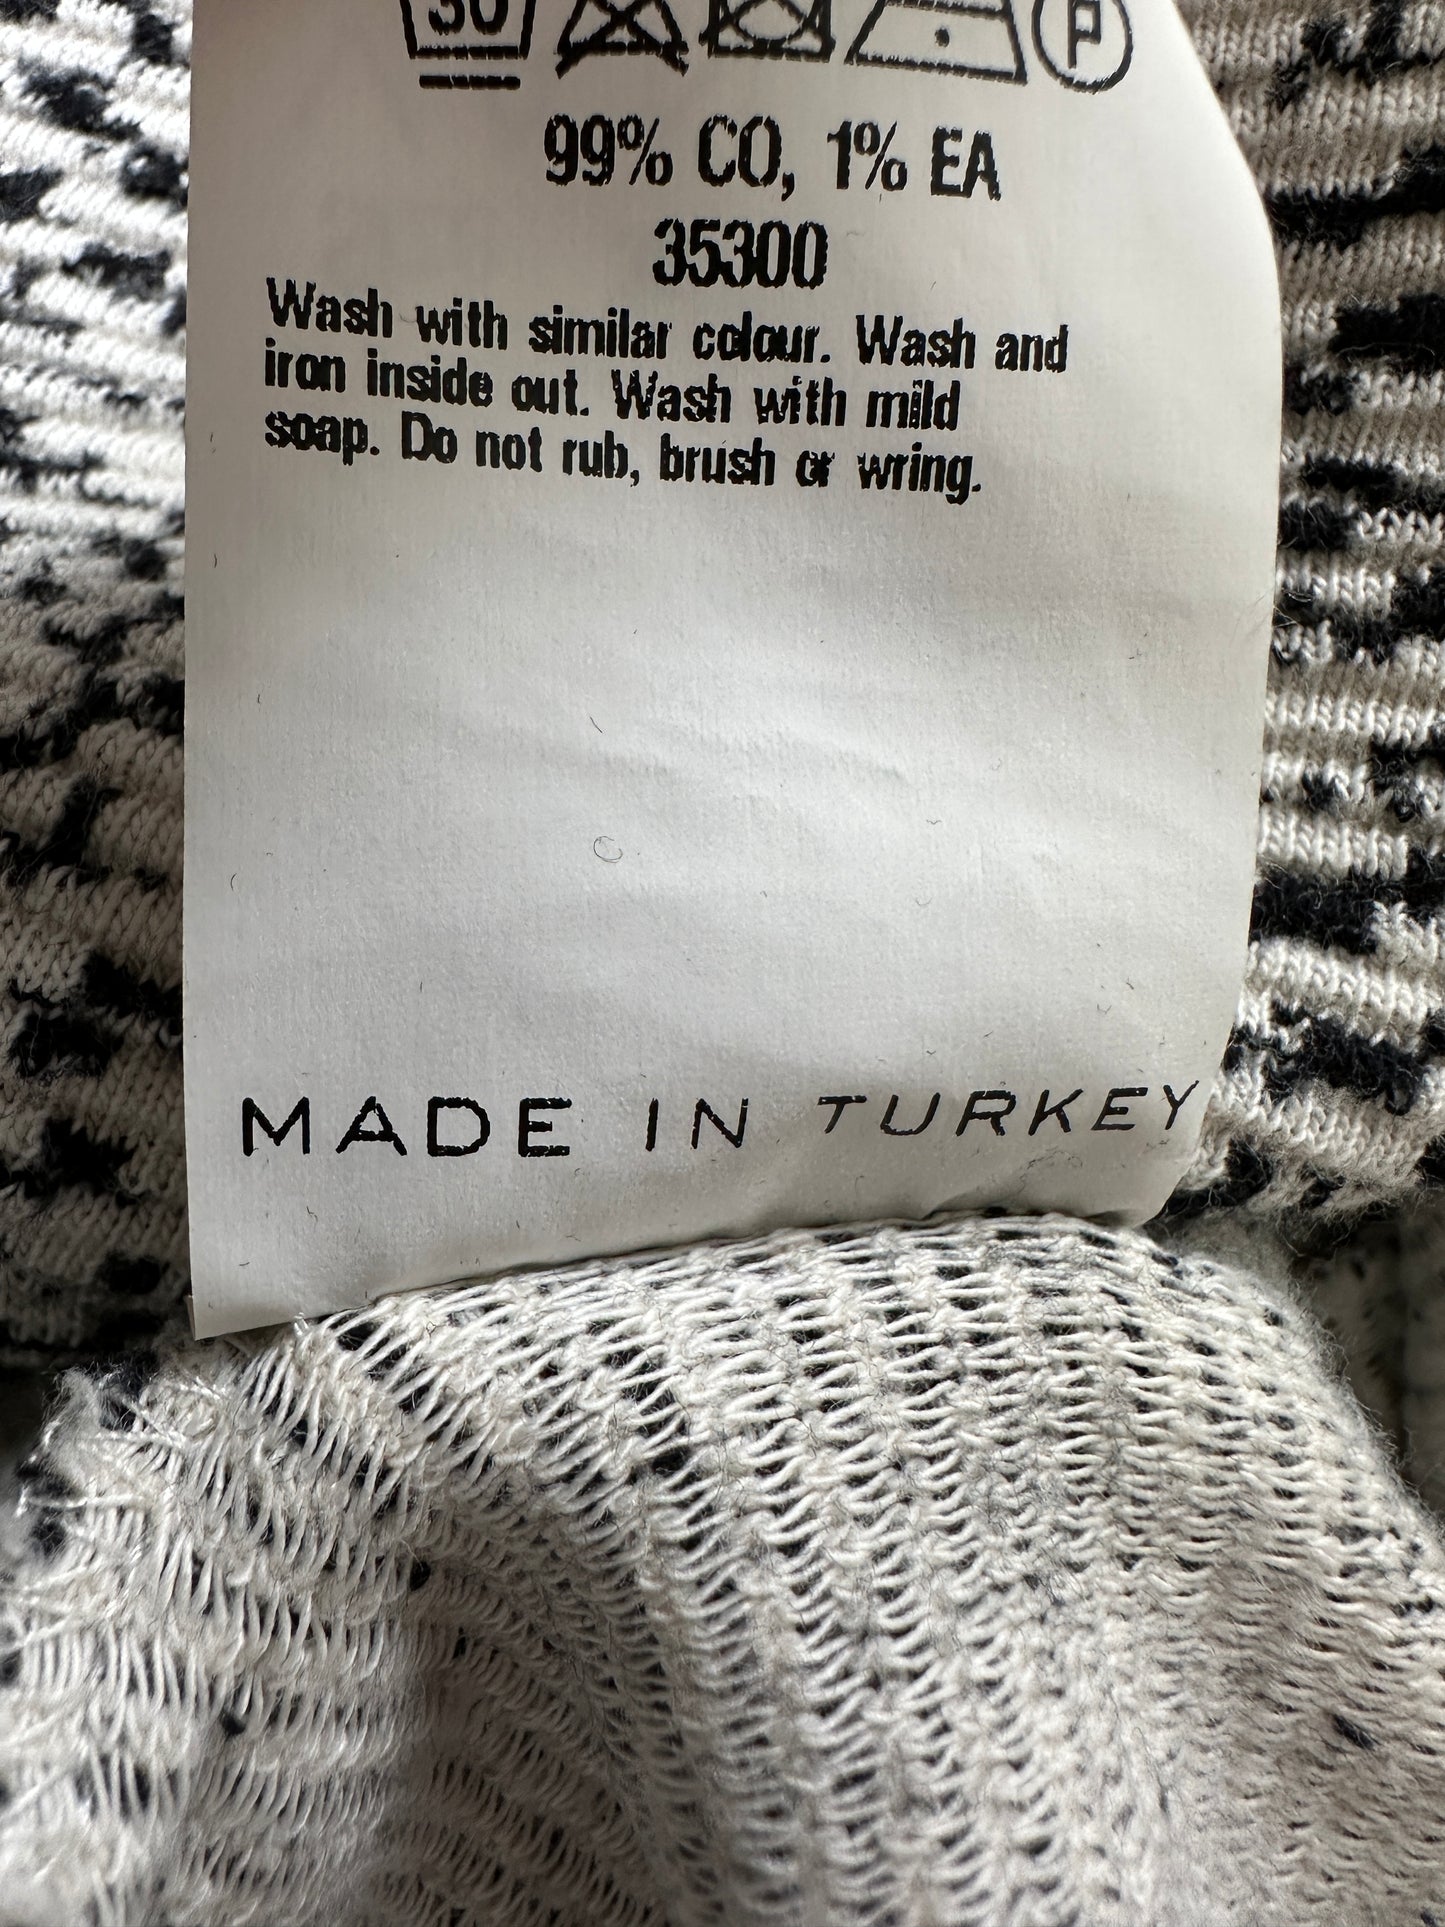 30 P
99% CO, 1% EA
35300
Wash with similar colour. Wash and
iron inside out. Wash with mild
soap. Do not rub, brush or wring.
MADE IN TURKEY